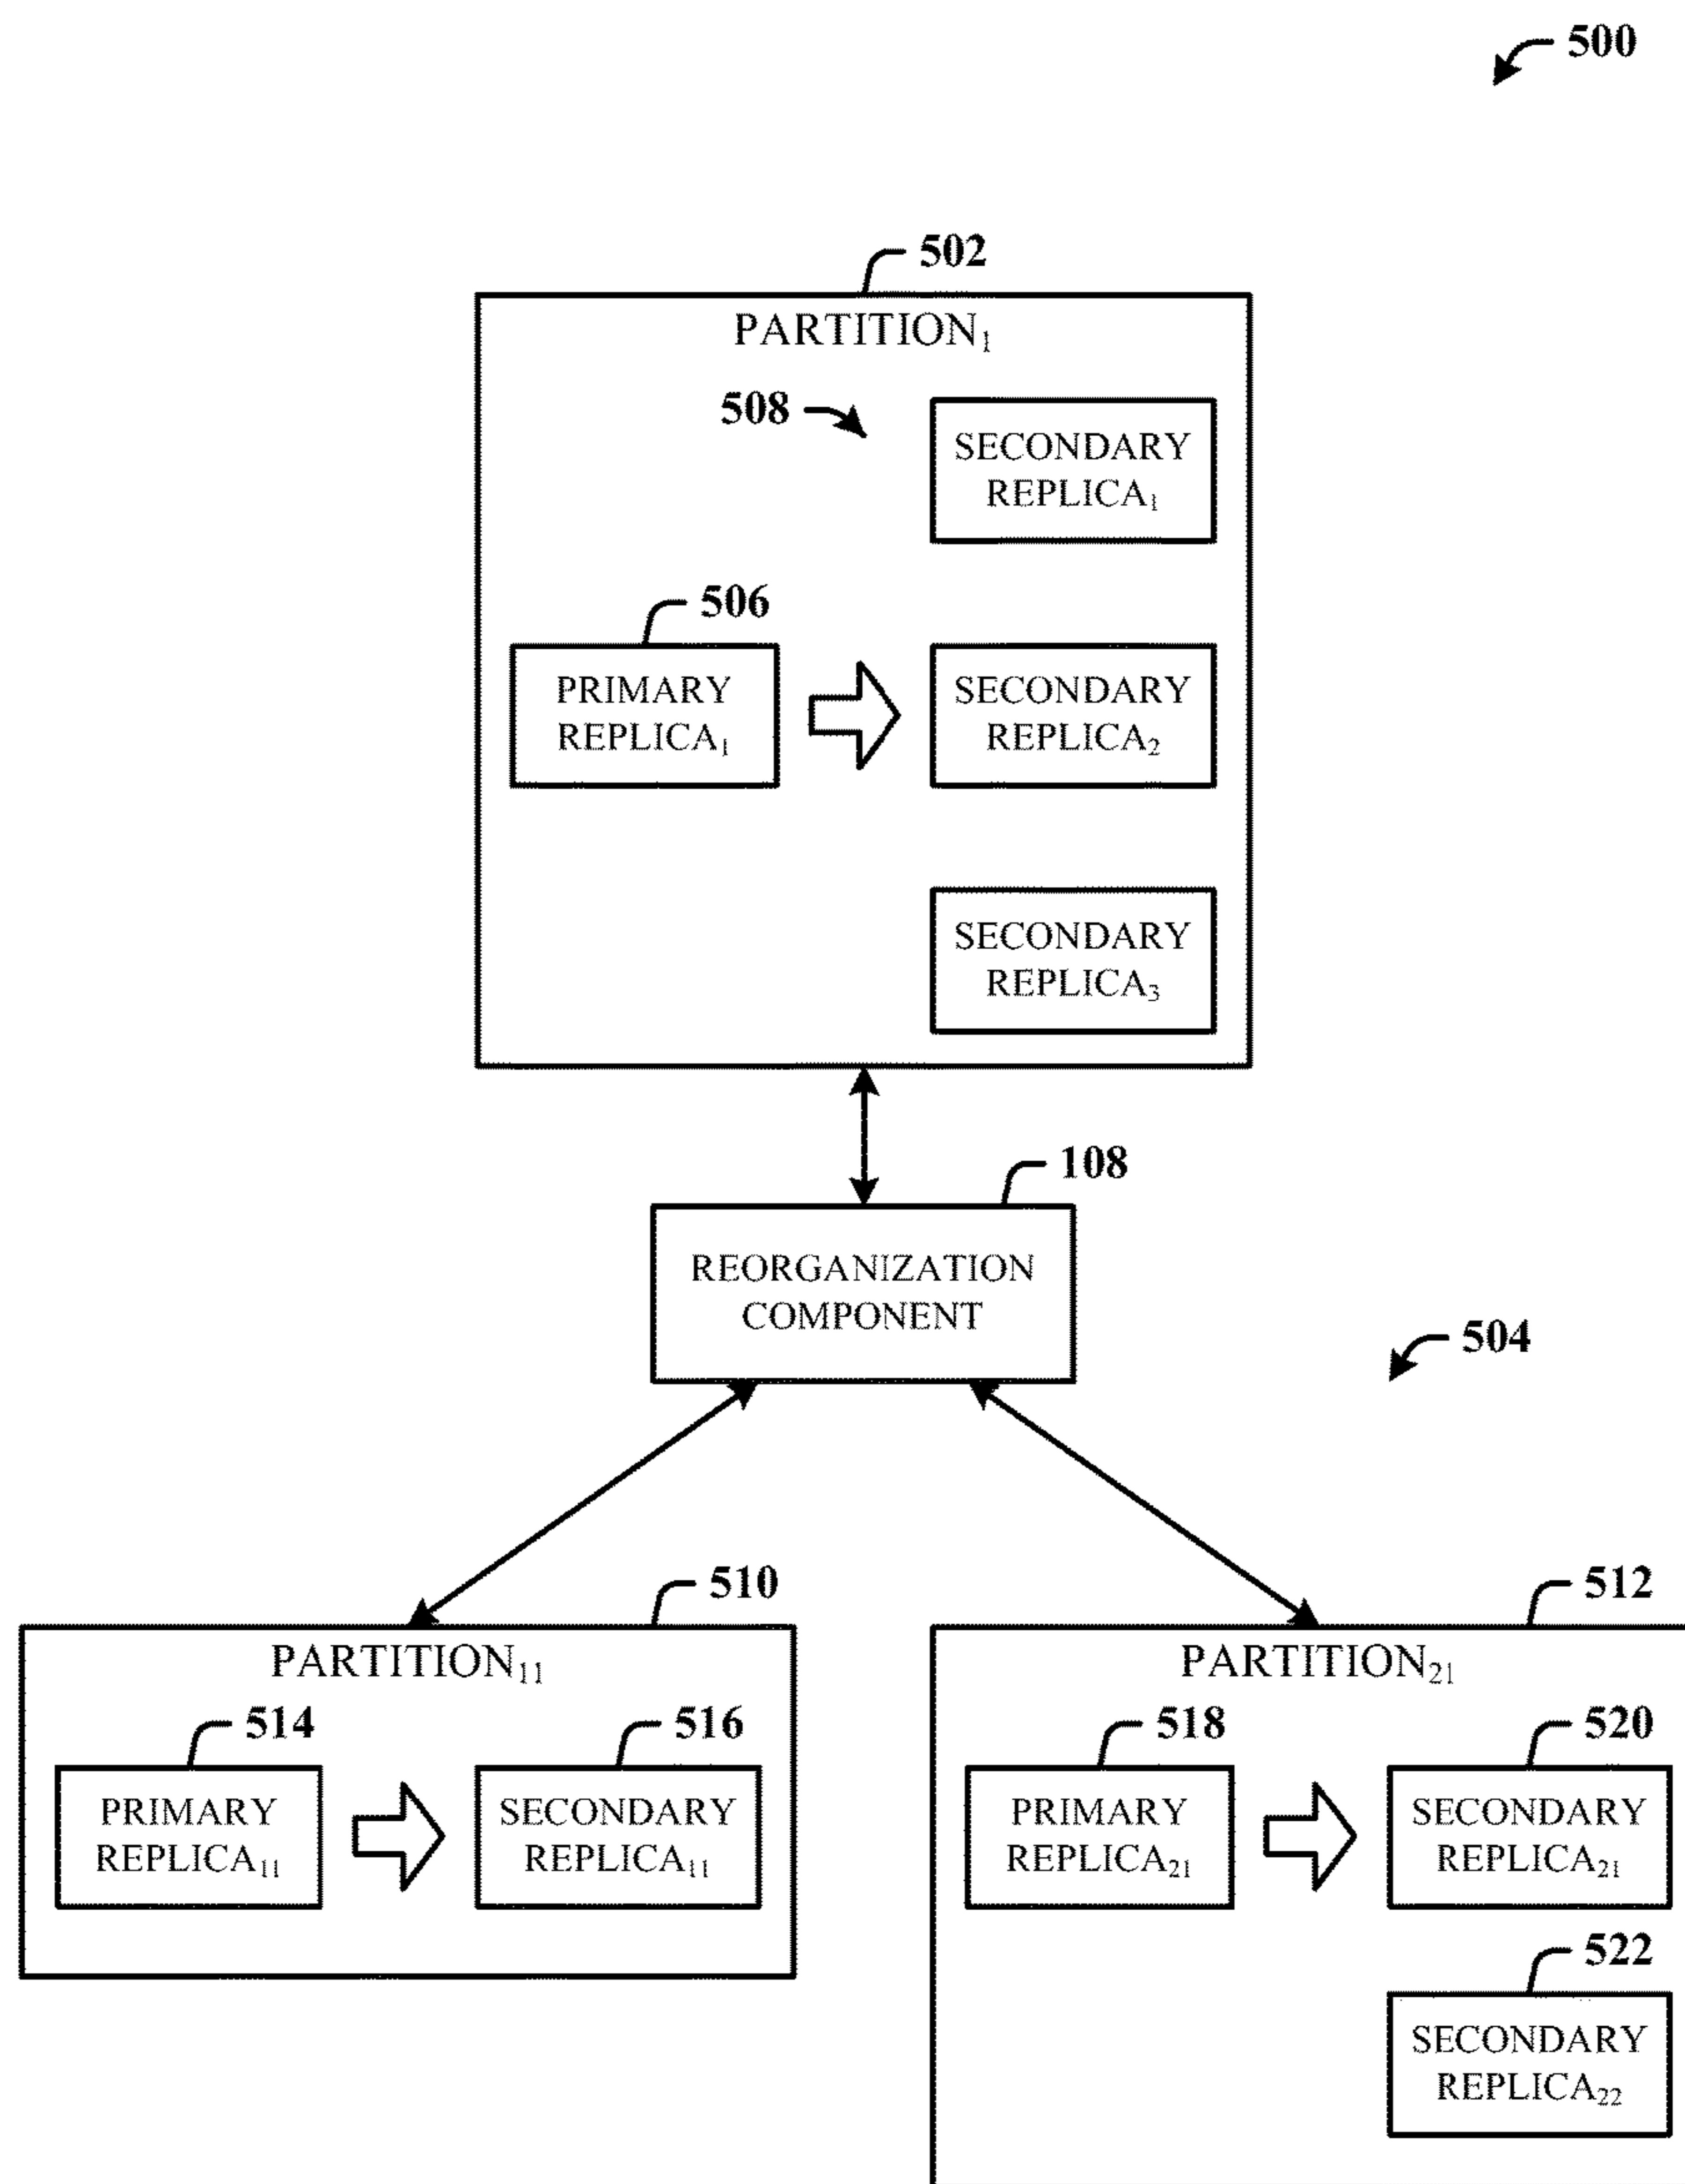 500
502
PARTITION₁
508
SECONDARY
REPLICA₁
506
PRIMARY
REPLICA₁
SECONDARY
REPLICA₂
SECONDARY
REPLICA₃
108
REORGANIZATION
COMPONENT
504
510
PARTITION₁₁
514
516
PRIMARY
REPLICA₁₁
SECONDARY
REPLICA₁₁
512
PARTITION₂₁
518
520
PRIMARY
REPLICA₂₁
SECONDARY
REPLICA₂₁
522
SECONDARY
REPLICA₂₂